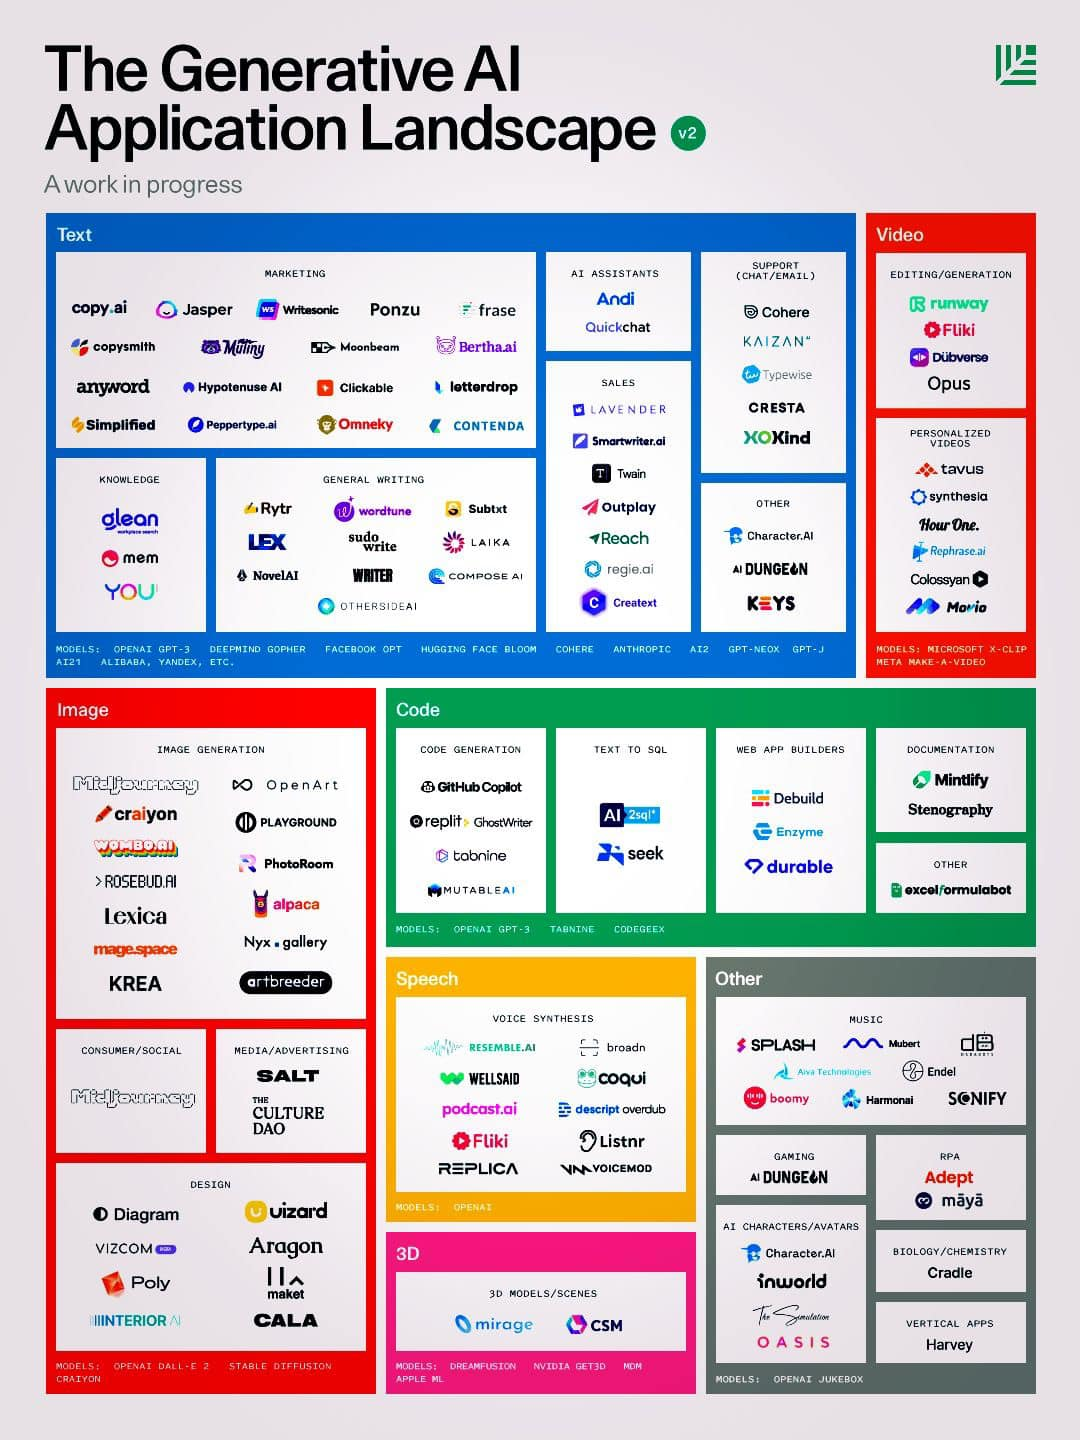 The Generative AI
Application Landscape v2
A work in progress
Text
MARKETING
copy.ai Jasper WS Writesonic Ponzu frase
copysmith Mutiny Moonbeam Bertha.ai
anyword Hypotenuse AI Clickable letterdrop
Simplified Peppertype.ai Omneky CONTENDA
KNOWLEDGE
glean
workplace search
mem
YOU
GENERAL WRITING
Rytr wordtune Subtxt
LEX sudo write LAIKA
NovelAI WRITER COMPOSE AI
OTHERSIDEAI
AI ASSISTANTS
Andi
Quickchat
SALES
LAVENDER
Smartwriter.ai
T Twain
Outplay
Reach
regie.ai
C Creatext
SUPPORT
(CHAT/EMAIL)
Cohere
KAIZAN
tw Typewise
CRESTA
XOKind
OTHER
Character.AI
AI DUNGEON
KEYS
MODELS: OPENAI GPT-3 DEEPMIND GOPHER FACEBOOK OPT HUGGING FACE BLOOM COHERE ANTHROPIC AI2 GPT-NEOX GPT-J
AI21 ALIBABA, YANDEX, ETC.
Video
EDITING/GENERATION
runway
Fliki
Dübverse
Opus
PERSONALIZED
VIDEOS
tavus
synthesia
Hour One.
Rephrase.ai
Colossyan
Movio
MODELS: MICROSOFT X-CLIP
META MAKE-A-VIDEO
Image
IMAGE GENERATION
Midjourney OpenArt
craiyon PLAYGROUND
WOMBO.AI PhotoRoom
ROSEBUD.AI alpaca
Lexica Nyx.gallery
mage.space artbreeder
KREA
CONSUMER/SOCIAL
Midjourney
MEDIA/ADVERTISING
SALT
THE
CULTURE
DAO
DESIGN
Diagram uizard
VIZCOM Aragon
Poly maket
INTERIOR AI CALA
MODELS: OPENAI DALL-E 2 STABLE DIFFUSION
CRAIYON
Code
CODE GENERATION
GitHub Copilot
replit GhostWriter
tabnine
MUTABLEAI
TEXT TO SQL
AI 2sql
seek
WEB APP BUILDERS
Debuild
Enzyme
durable
DOCUMENTATION
Mintlify
Stenography
OTHER
excelformulabot
MODELS: OPENAI GPT-3 TABNINE CODEGEEX
Speech
VOICE SYNTHESIS
RESEMBLE.AI broadn
WELLSAID coqui
podcast.ai descript overdub
Fliki Listnr
REPLICA VOICEMOD
MODELS: OPENAI
3D
3D MODELS/SCENES
mirage CSM
MODELS: DREAMFUSION NVIDIA GET3D MDM
APPLE ML
Other
MUSIC
SPLASH Mubert dB
Aiva Technologies Endel
boomy Harmonai SONIFY
GAMING
AI DUNGEON
RPA
Adept
māyā
AI CHARACTERS/AVATARS
Character.AI
inworld
The Simulation
OASIS
BIOLOGY/CHEMISTRY
Cradle
VERTICAL APPS
Harvey
MODELS: OPENAI JUKEBOX